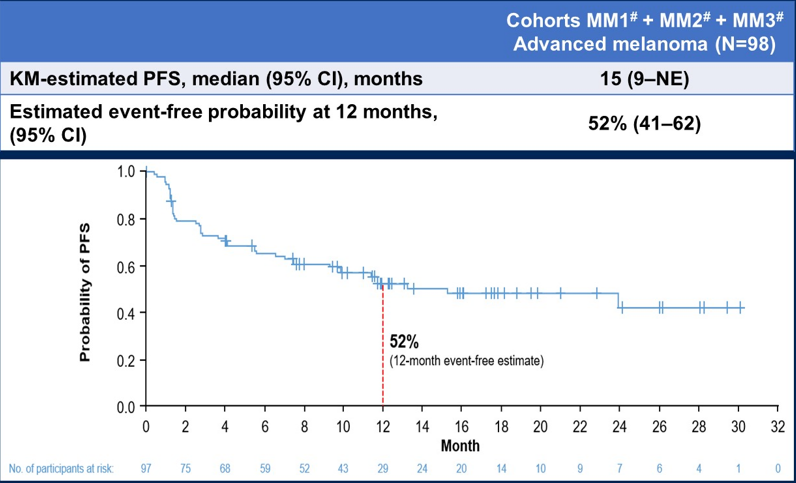 Cohorts MM1# + MM2# + MM3#
Advanced melanoma (N=98)
KM-estimated PFS, median (95% CI), months
15 (9–NE)
Estimated event-free probability at 12 months,
(95% CI)
52% (41–62)
1.0
0.8
0.6
0.4
0.2
0.0
Probability of PFS
52%
(12-month event-free estimate)
0 2 4 6 8 10 12 14 16 18 20 22 24 26 28 30 32
Month
No. of participants at risk: 97 75 68 59 52 43 29 24 20 14 10 9 7 6 4 1 0